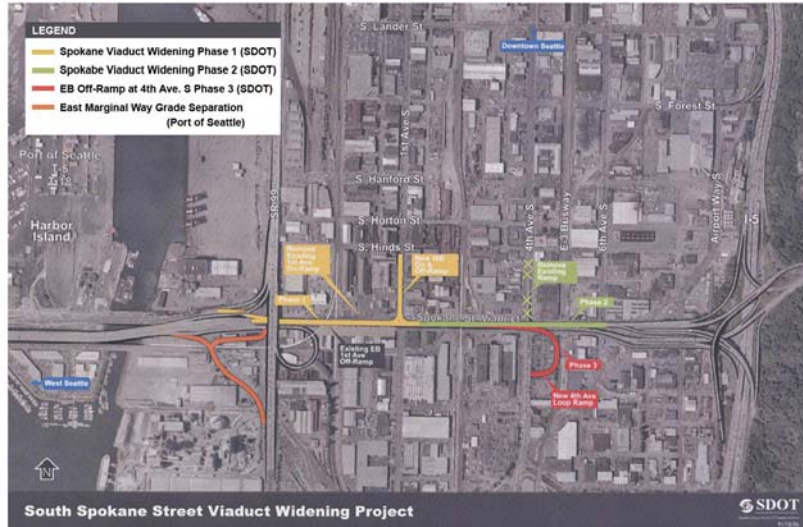 LEGEND
Spokane Viaduct Widening Phase 1 (SDOT)
Spokabe Viaduct Widening Phase 2 (SDOT)
EB Off-Ramp at 4th Ave. S Phase 3 (SDOT)
East Marginal Way Grade Separation
(Port of Seattle)
S. Lander St
Downtown Seattle
S. Forest St
1st Ave S
Port of Seattle
T-5
Harbor
Island
SR-99
S. Hanford St
S. Horton St
S. Hinds St
4th Ave S
E-3 Busway
6th Ave S
Airport Way S
I-5
Remove
Existing
1st Ave
On-Ramp
New WB
On &
Off-Ramp
Remove
Existing
Ramp
Phase 1
Phase 2
Spokane St. Viaduct
Existing EB
1st Ave
Off-Ramp
Phase 3
New 4th Ave
Loop Ramp
West Seattle
N
South Spokane Street Viaduct Widening Project
SDOT